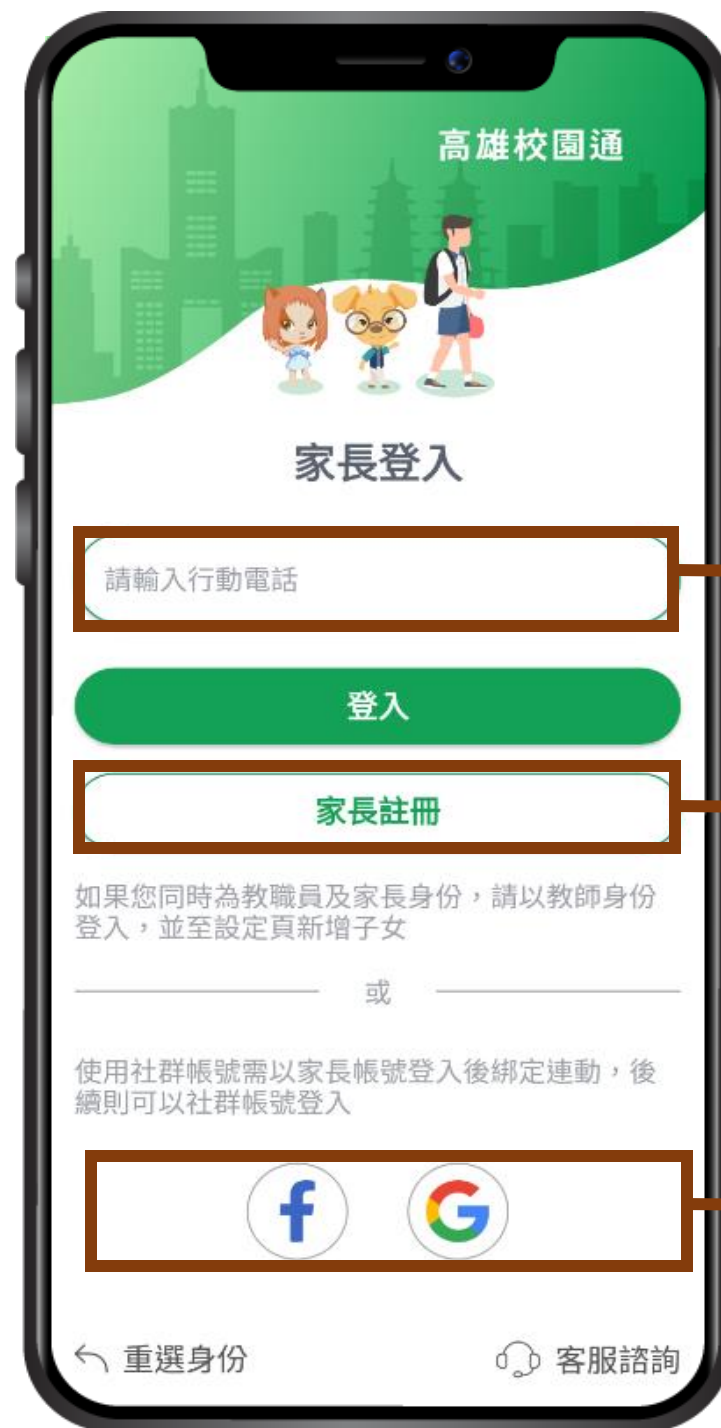 高雄校園通
家長登入
請輸入行動電話
登入
家長註冊
如果您同時為教職員及家長身份，請以教師身份
登入，並至設定頁新增子女
或
使用社群帳號需以家長帳號登入後綁定連動，後
續則可以社群帳號登入
重選身份
客服諮詢